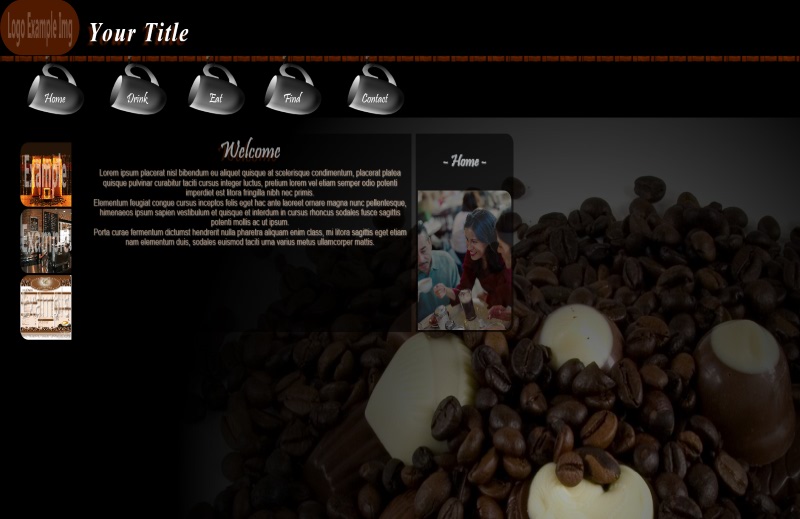 Logo Example Img
Your Title
Home
Drink
Eat
Find
Contact
Example
Example
Welcome
Lorem ipsum placerat nisl bibendum eu aliquet quisque at scelerisque condimentum, placerat platea
quisque pulvinar curabitur taciti cursus integer luctus, pretium lorem vel etiam semper odio potenti
imperdiet est litora fringilla nibh nec primis.
Elementum feugiat congue cursus inceptos felis eget hac ante laoreet ornare magna nunc pellentesque,
himenaeos ipsum sapien vestibulum et quisque et interdum in cursus rhoncus sodales fusce sagittis
potenti mollis ac ut ipsum.
Porta curae fermentum dictumst hendrerit nulla pharetra aliquam enim class, mi litora sagittis eget etiam
nam elementum duis, sodales euismod taciti urna varius metus ullamcorper mattis.
~ Home ~